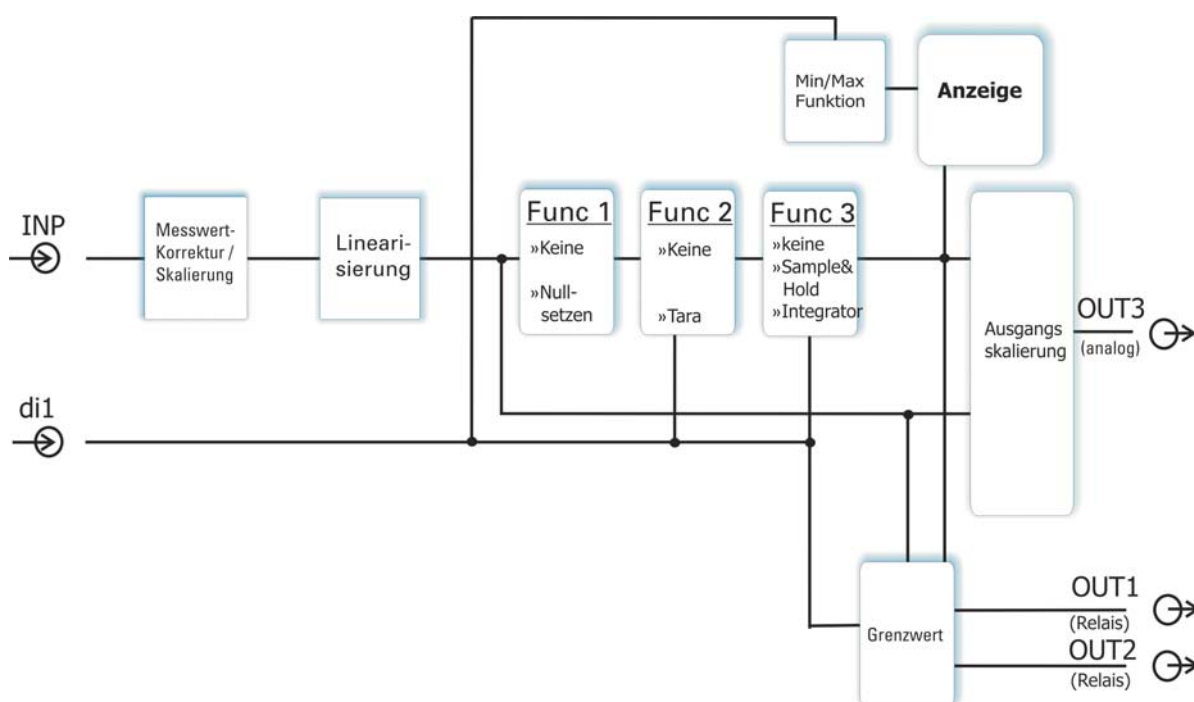 Min/Max
Funktion
Anzeige
INP
Messwert-
Korrektur /
Skalierung
Lineari-
sierung
Func 1
»Keine
»Null-
setzen
Func 2
»Keine
»Tara
Func 3
»keine
»Sample&
Hold
»Integrator
Ausgangs
skalierung
OUT3
(analog)
di1
Grenzwert
OUT1
(Relais)
OUT2
(Relais)